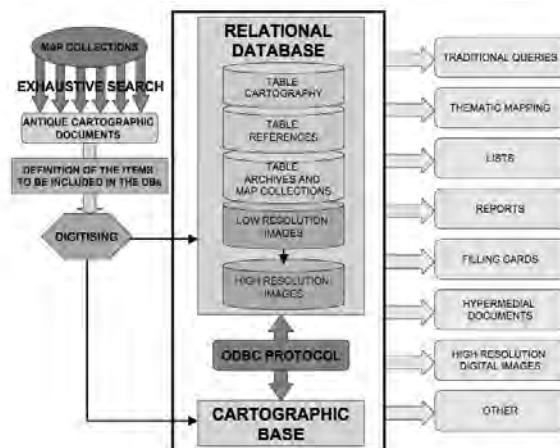 MAP COLLECTIONS
EXHAUSTIVE SEARCH
ANTIQUE CARTOGRAPHIC
DOCUMENTS
DEFINITION OF THE ITEMS
TO BE INCLUDED IN THE DBs
DIGITISING
RELATIONAL
DATABASE
TABLE
CARTOGRAPHY
TABLE
REFERENCES
TABLE
ARCHIVES AND
MAP COLLECTIONS
LOW RESOLUTION
IMAGES
HIGH RESOLUTION
IMAGES
ODBC PROTOCOL
CARTOGRAPHIC
BASE
TRADITIONAL QUERIES
THEMATIC MAPPING
LISTS
REPORTS
FILLING CARDS
HYPERMEDIAL
DOCUMENTS
HIGH RESOLUTION
DIGITAL IMAGES
OTHER